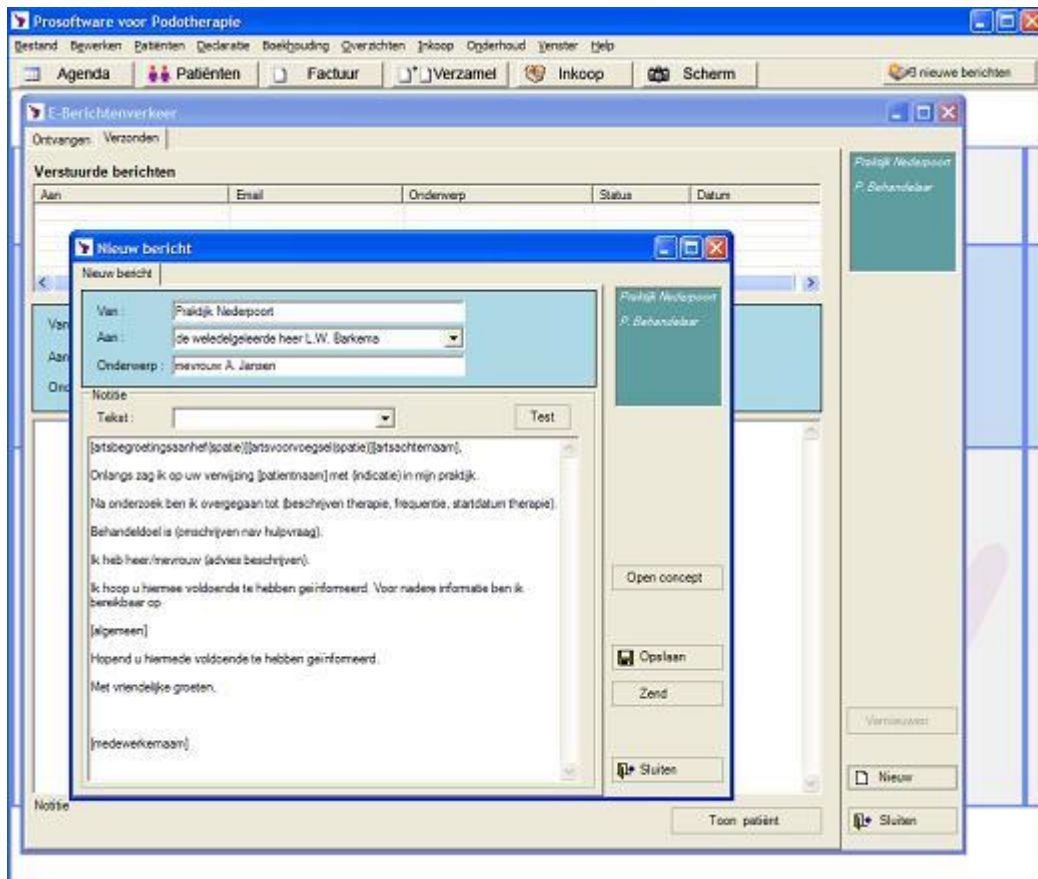 Prosoftware voor Podotherapie
Bestand Bewerken Patiënten Declaratie Boekhouding Overzichten Inkoop Onderhoud Venster Help
Agenda Patiënten Factuur Verzamel Inkoop Scherm nieuwe berichten
E-Berichtenverkeer
Ontvangen Verzonden
Verstuurde berichten
Aan Email Onderwerp Status Datum
Praktijk Nederpoort
P. Behandelaar
Nieuw bericht
Nieuw bericht
Van : Praktijk Nederpoort
Aan : de weledelgeleerde heer L.W. Barkema
Onderwerp : mevrouw A. Jansen
Praktijk Nederpoort
P. Behandelaar
Van
Aan
Ond
Notitie
Tekst : Test
[artsbegroetingsaanhef|spatie][artsvoorvoegsel|spatie][artsachternaam],
Onlangs zag ik op uw verwijzing [patientnaam] met (indicatie) in mijn praktijk.
Na onderzoek ben ik overgegaan tot (beschrijven therapie, frequentie, startdatum therapie).
Behandeldoel is (omschrijven nav hulpvraag).
Ik heb heer/mevrouw (advies beschrijven).
Ik hoop u hiermee voldoende te hebben geïnformeerd. Voor nadere informatie ben ik
bereikbaar op
[algemeen]
Hopend u hiermede voldoende te hebben geïnformeerd.
Met vriendelijke groeten,
[medewerkernaam]
Open concept
Opslaan
Zend
Sluiten
Vernieuwen
Nieuw
Sluiten
Notitie
Toon patiënt